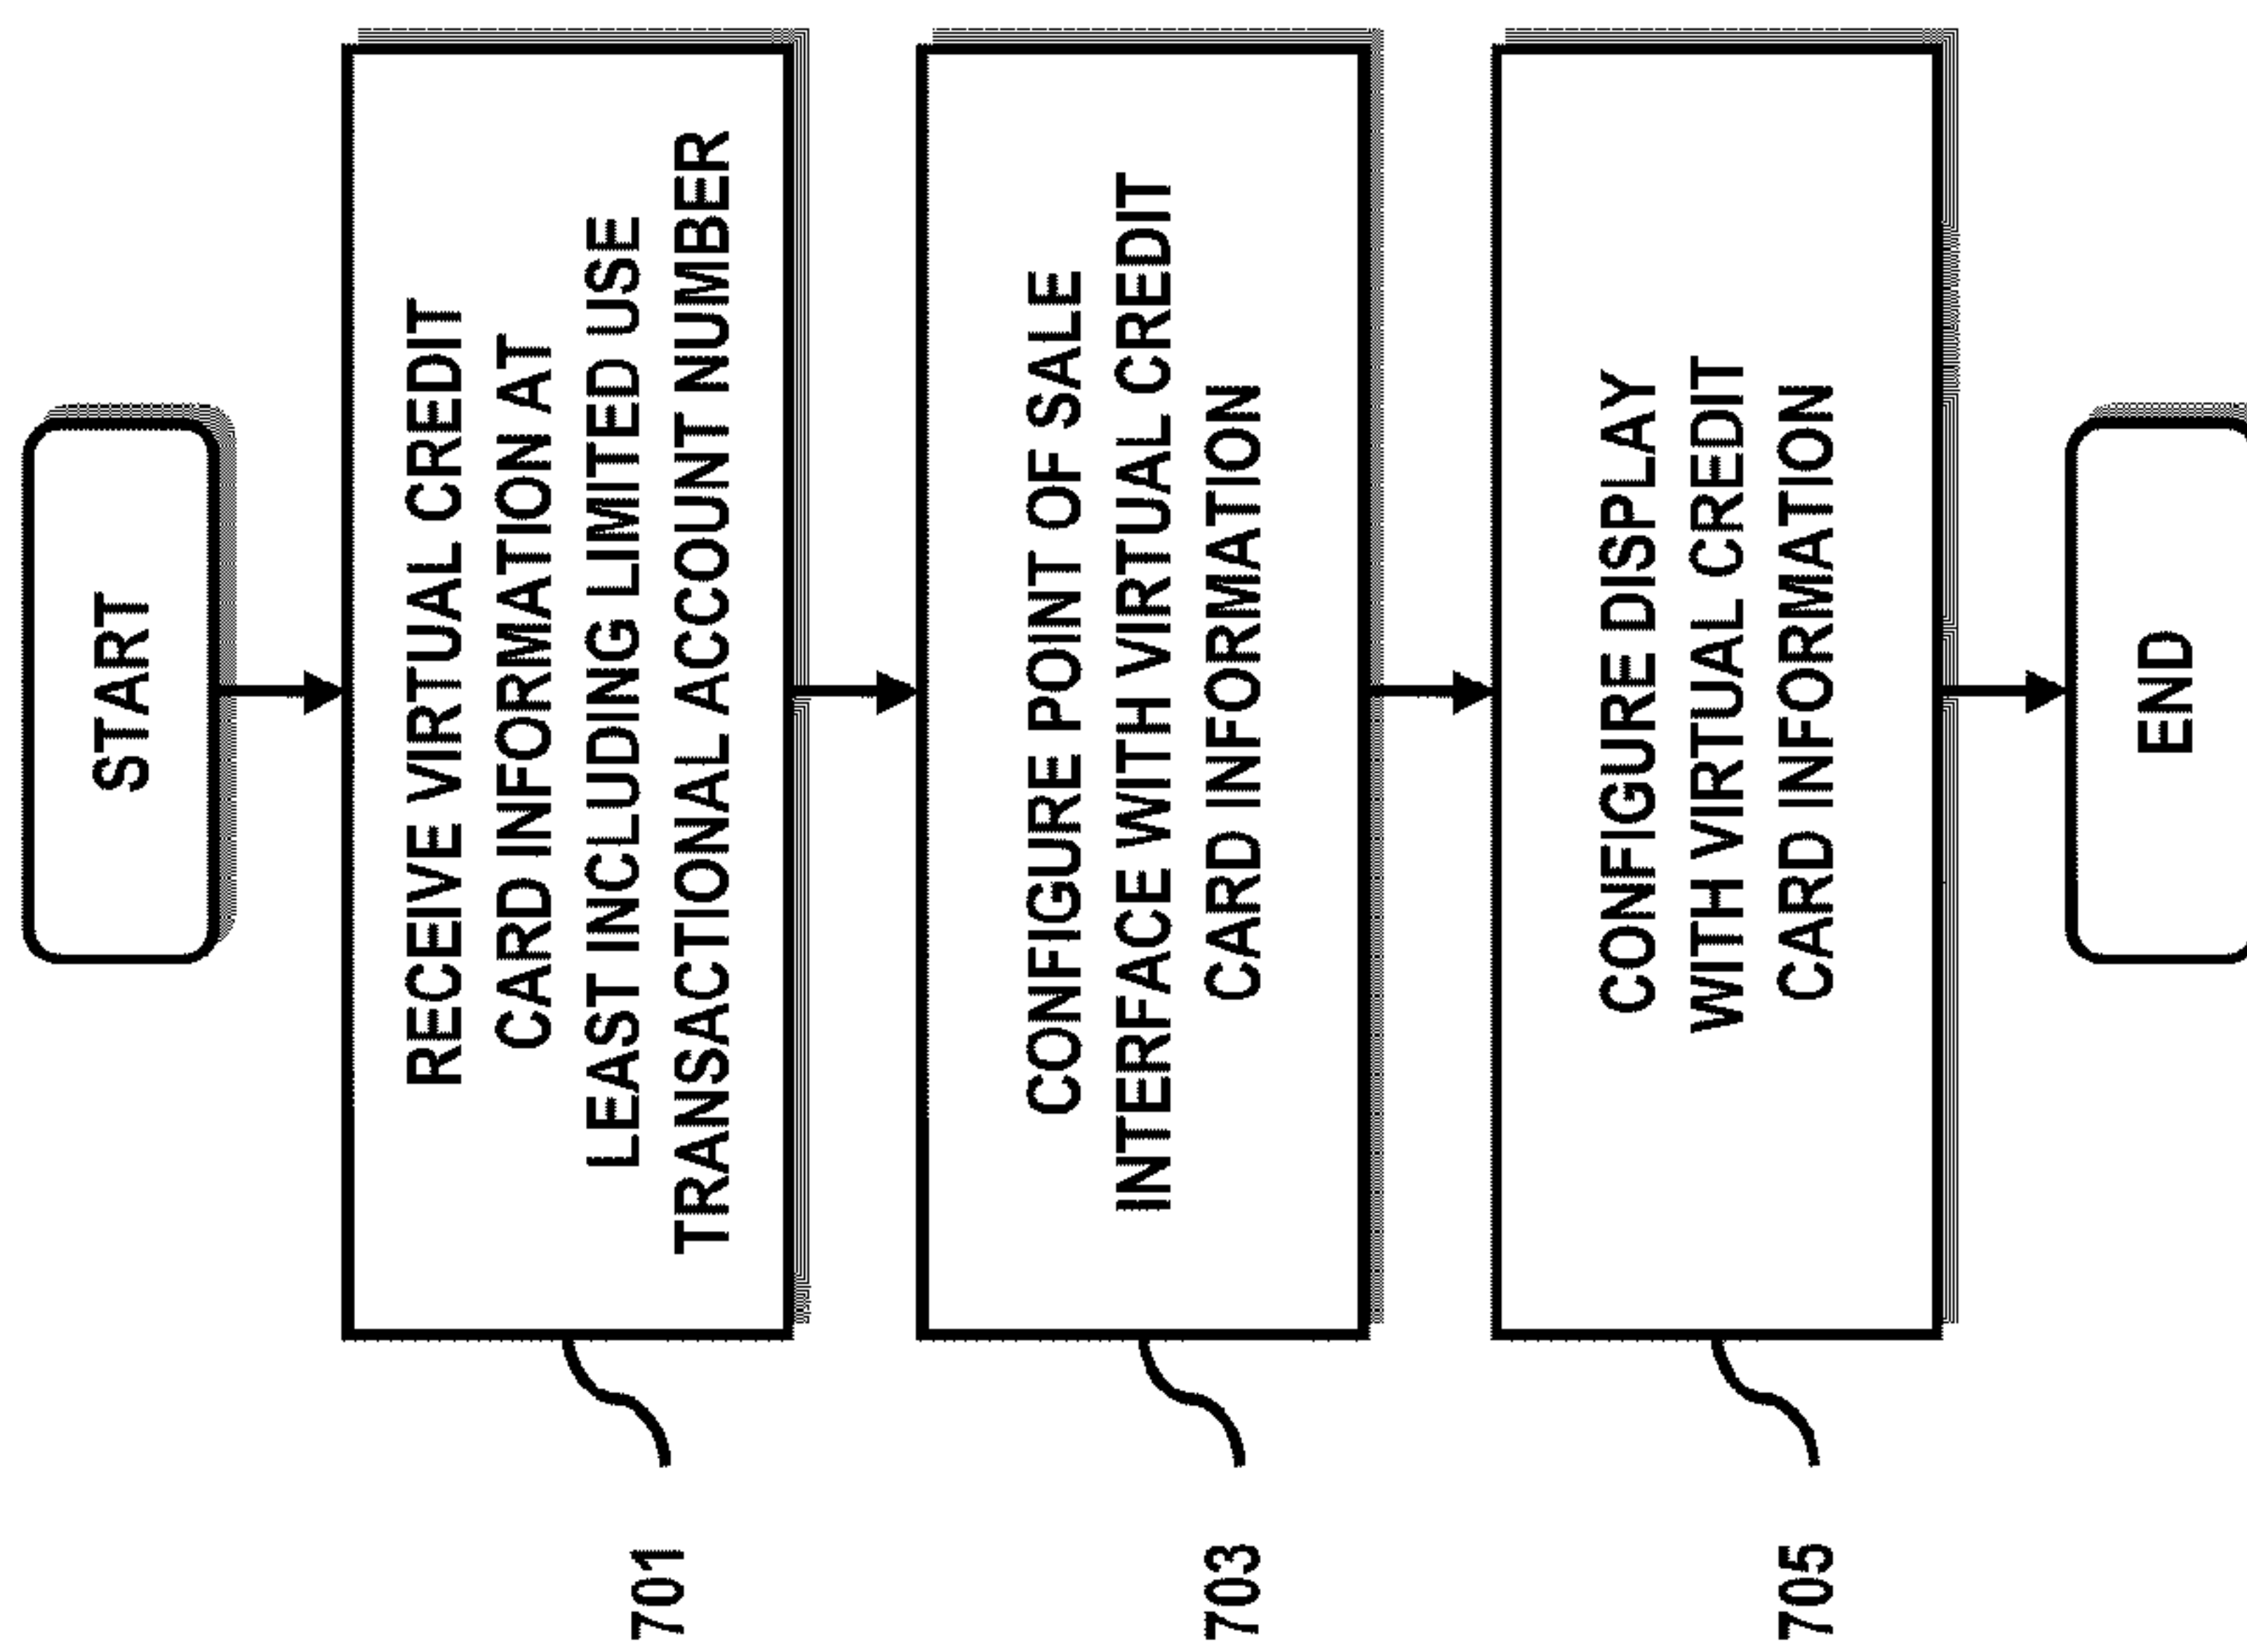 START
RECEIVE VIRTUAL CREDIT
CARD INFORMATION AT
LEAST INCLUDING LIMITED USE
TRANSACTIONAL ACCOUNT NUMBER
701
CONFIGURE POINT OF SALE
INTERFACE WITH VIRTUAL CREDIT
CARD INFORMATION
703
CONFIGURE DISPLAY
WITH VIRTUAL CREDIT
CARD INFORMATION
705
END